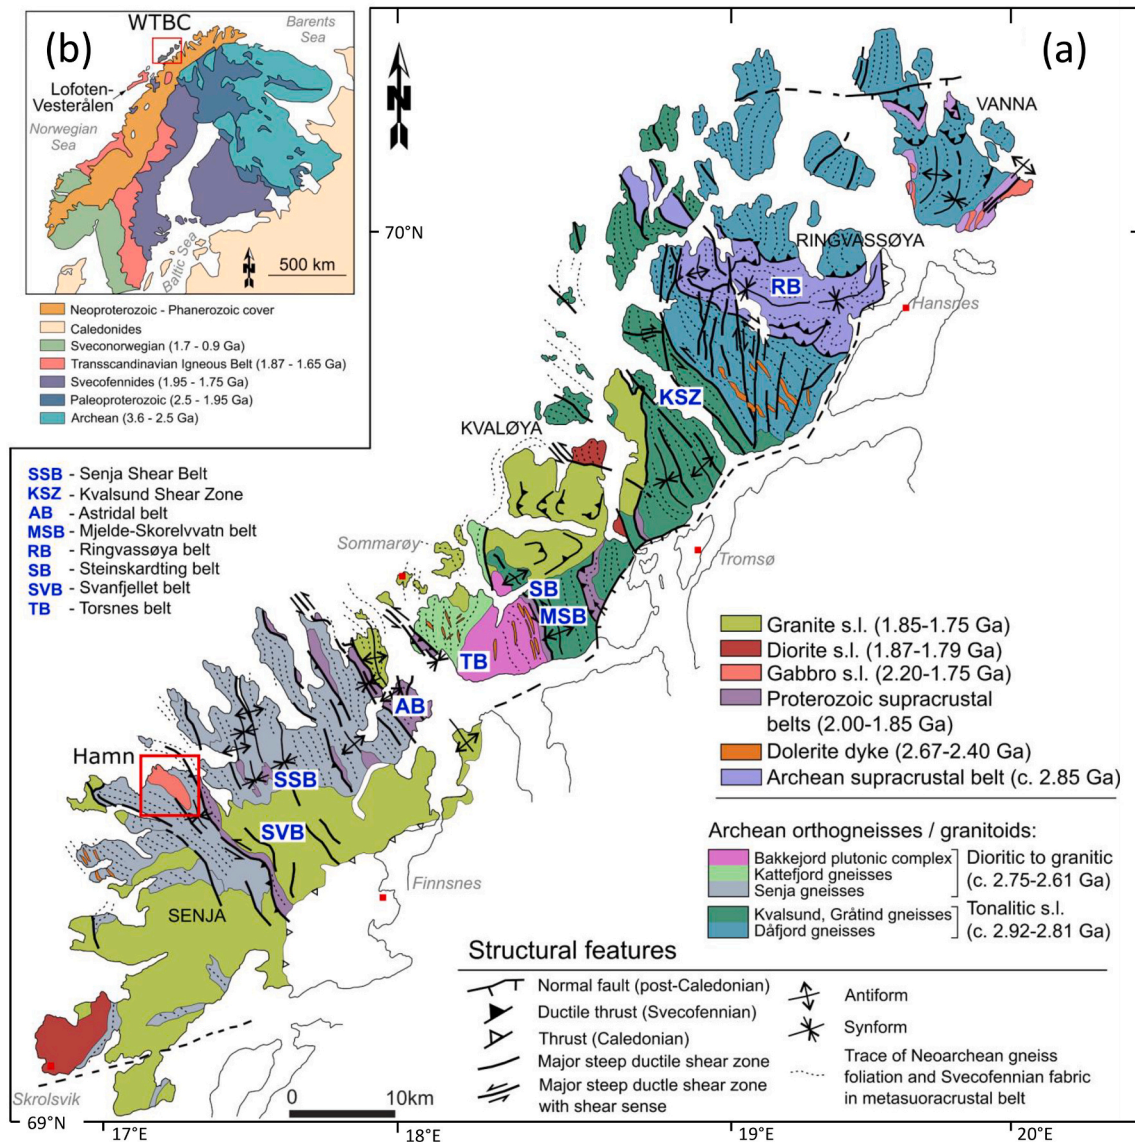 (b)
WTBC
Barents
Sea
Lofoten-
Vesterålen
Norwegian
Sea
Baltic Sea
N
500 km
Neoproterozoic - Phanerozoic cover
Caledonides
Sveconorwegian (1.7 - 0.9 Ga)
Transscandinavian Igneous Belt (1.87 - 1.65 Ga)
Svecofennides (1.95 - 1.75 Ga)
Paleoproterozoic (2.5 - 1.95 Ga)
Archean (3.6 - 2.5 Ga)
18
19
20
(a)
N
VANNA
70°N
RINGVASSØYA
RB
Hansnes
KSZ
KVALØYA
SSB - Senja Shear Belt
KSZ - Kvalsund Shear Zone
AB - Astridal belt
MSB - Mjelde-Skorelvvatn belt
RB - Ringvassøya belt
SB - Steinskardting belt
SVB - Svanfjellet belt
TB - Torsnes belt
Sommarøy
Tromsø
SB
MSB
TB
AB
Hamn
SSB
SVB
Finnsnes
SENJA
Skrolsvik
Granite s.l. (1.85-1.75 Ga)
Diorite s.l. (1.87-1.79 Ga)
Gabbro s.l. (2.20-1.75 Ga)
Proterozoic supracrustal
belts (2.00-1.85 Ga)
Dolerite dyke (2.67-2.40 Ga)
Archean supracrustal belt (c. 2.85 Ga)
Archean orthogneisses / granitoids:
Bakkejord plutonic complex
Kattefjord gneisses
Senja gneisses
Dioritic to granitic
(c. 2.75-2.61 Ga)
Kvalsund, Gråtind gneisses
Dåfjord gneisses
Tonalitic s.l.
(c. 2.92-2.81 Ga)
Structural features
Normal fault (post-Caledonian)
Ductile thrust (Svecofennian)
Thrust (Caledonian)
Major steep ductile shear zone
Major steep ductle shear zone
with shear sense
Antiform
Synform
Trace of Neoarchean gneiss
foliation and Svecofennian fabric
in metasuoracrustal belt
0 10km
69°N
17°E
18°E
19°E
20°E